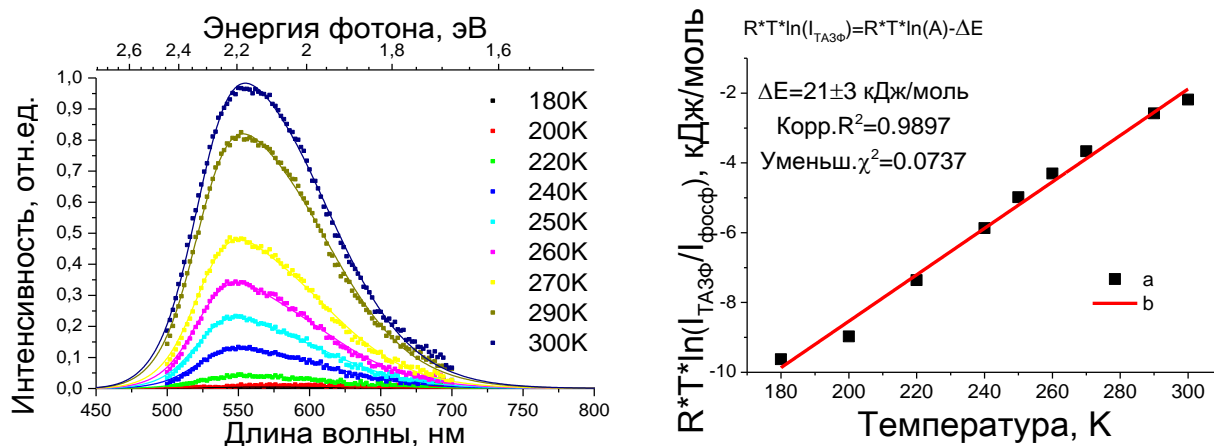 Энергия фотона, эВ
2,6 2,4 2,2 2 1,8 1,6
1,0
0,9
0,8
0,7
0,6
0,5
0,4
0,3
0,2
0,1
0,0
Интенсивность, отн.ед.
180K
200K
220K
240K
250K
260K
270K
290K
300K
450 500 550 600 650 700 750 800
Длина волны, нм
R*T*ln(I_ТАЗФ)=R*T*ln(A)-ΔE
ΔE=21±3 кДж/моль
Корр.R²=0.9897
Уменьш.χ²=0.0737
R*T*ln(I_ТАЗФ/I_фосф), кДж/моль
-2
-4
-6
-8
-10
a
b
180 200 220 240 260 280 300
Температура, К